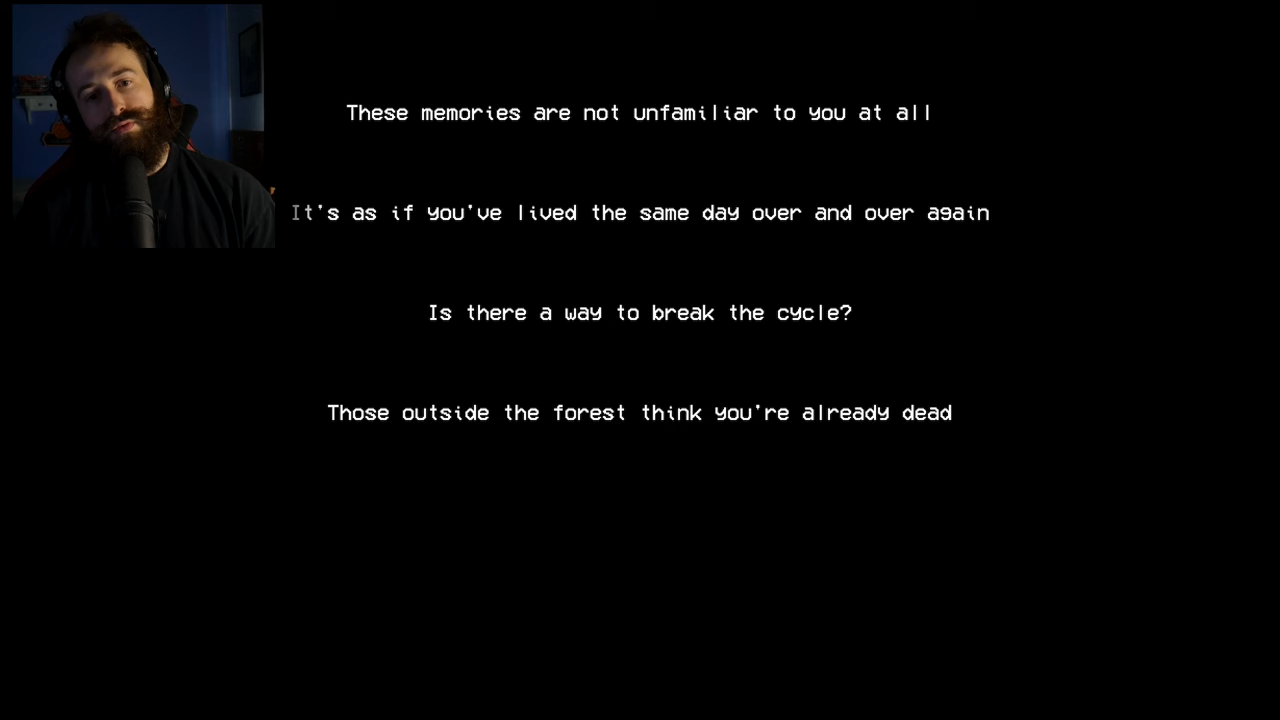 These memories are not unfamiliar to you at all
It's as if you've lived the same day over and over again
Is there a way to break the cycle?
Those outside the forest think you're already dead